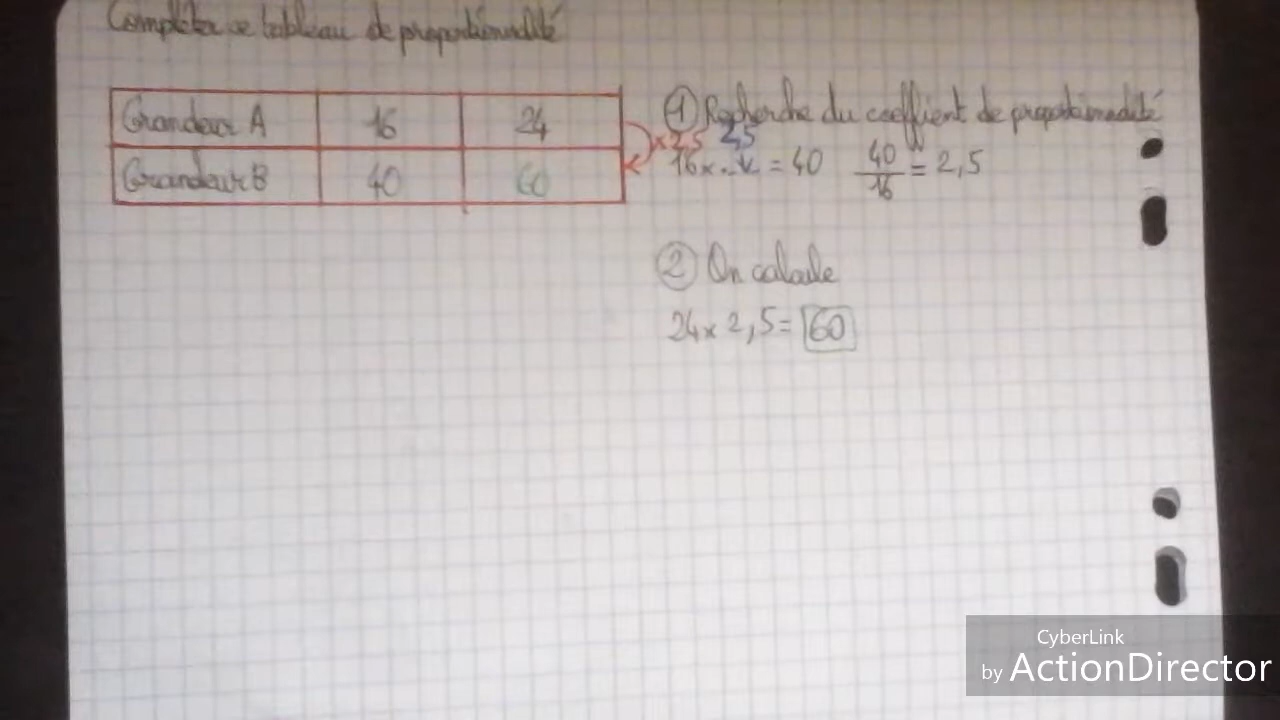 Compléter ce tableau de proportionnalité
Grandeur A 16 24
Grandeur B 40 60
×2,5
① Recherche du coeffient de proportionnalité
2,5
16 × ... = 40 40/16 = 2,5
② On calcule
24 × 2,5 = 60
CyberLink
by ActionDirector